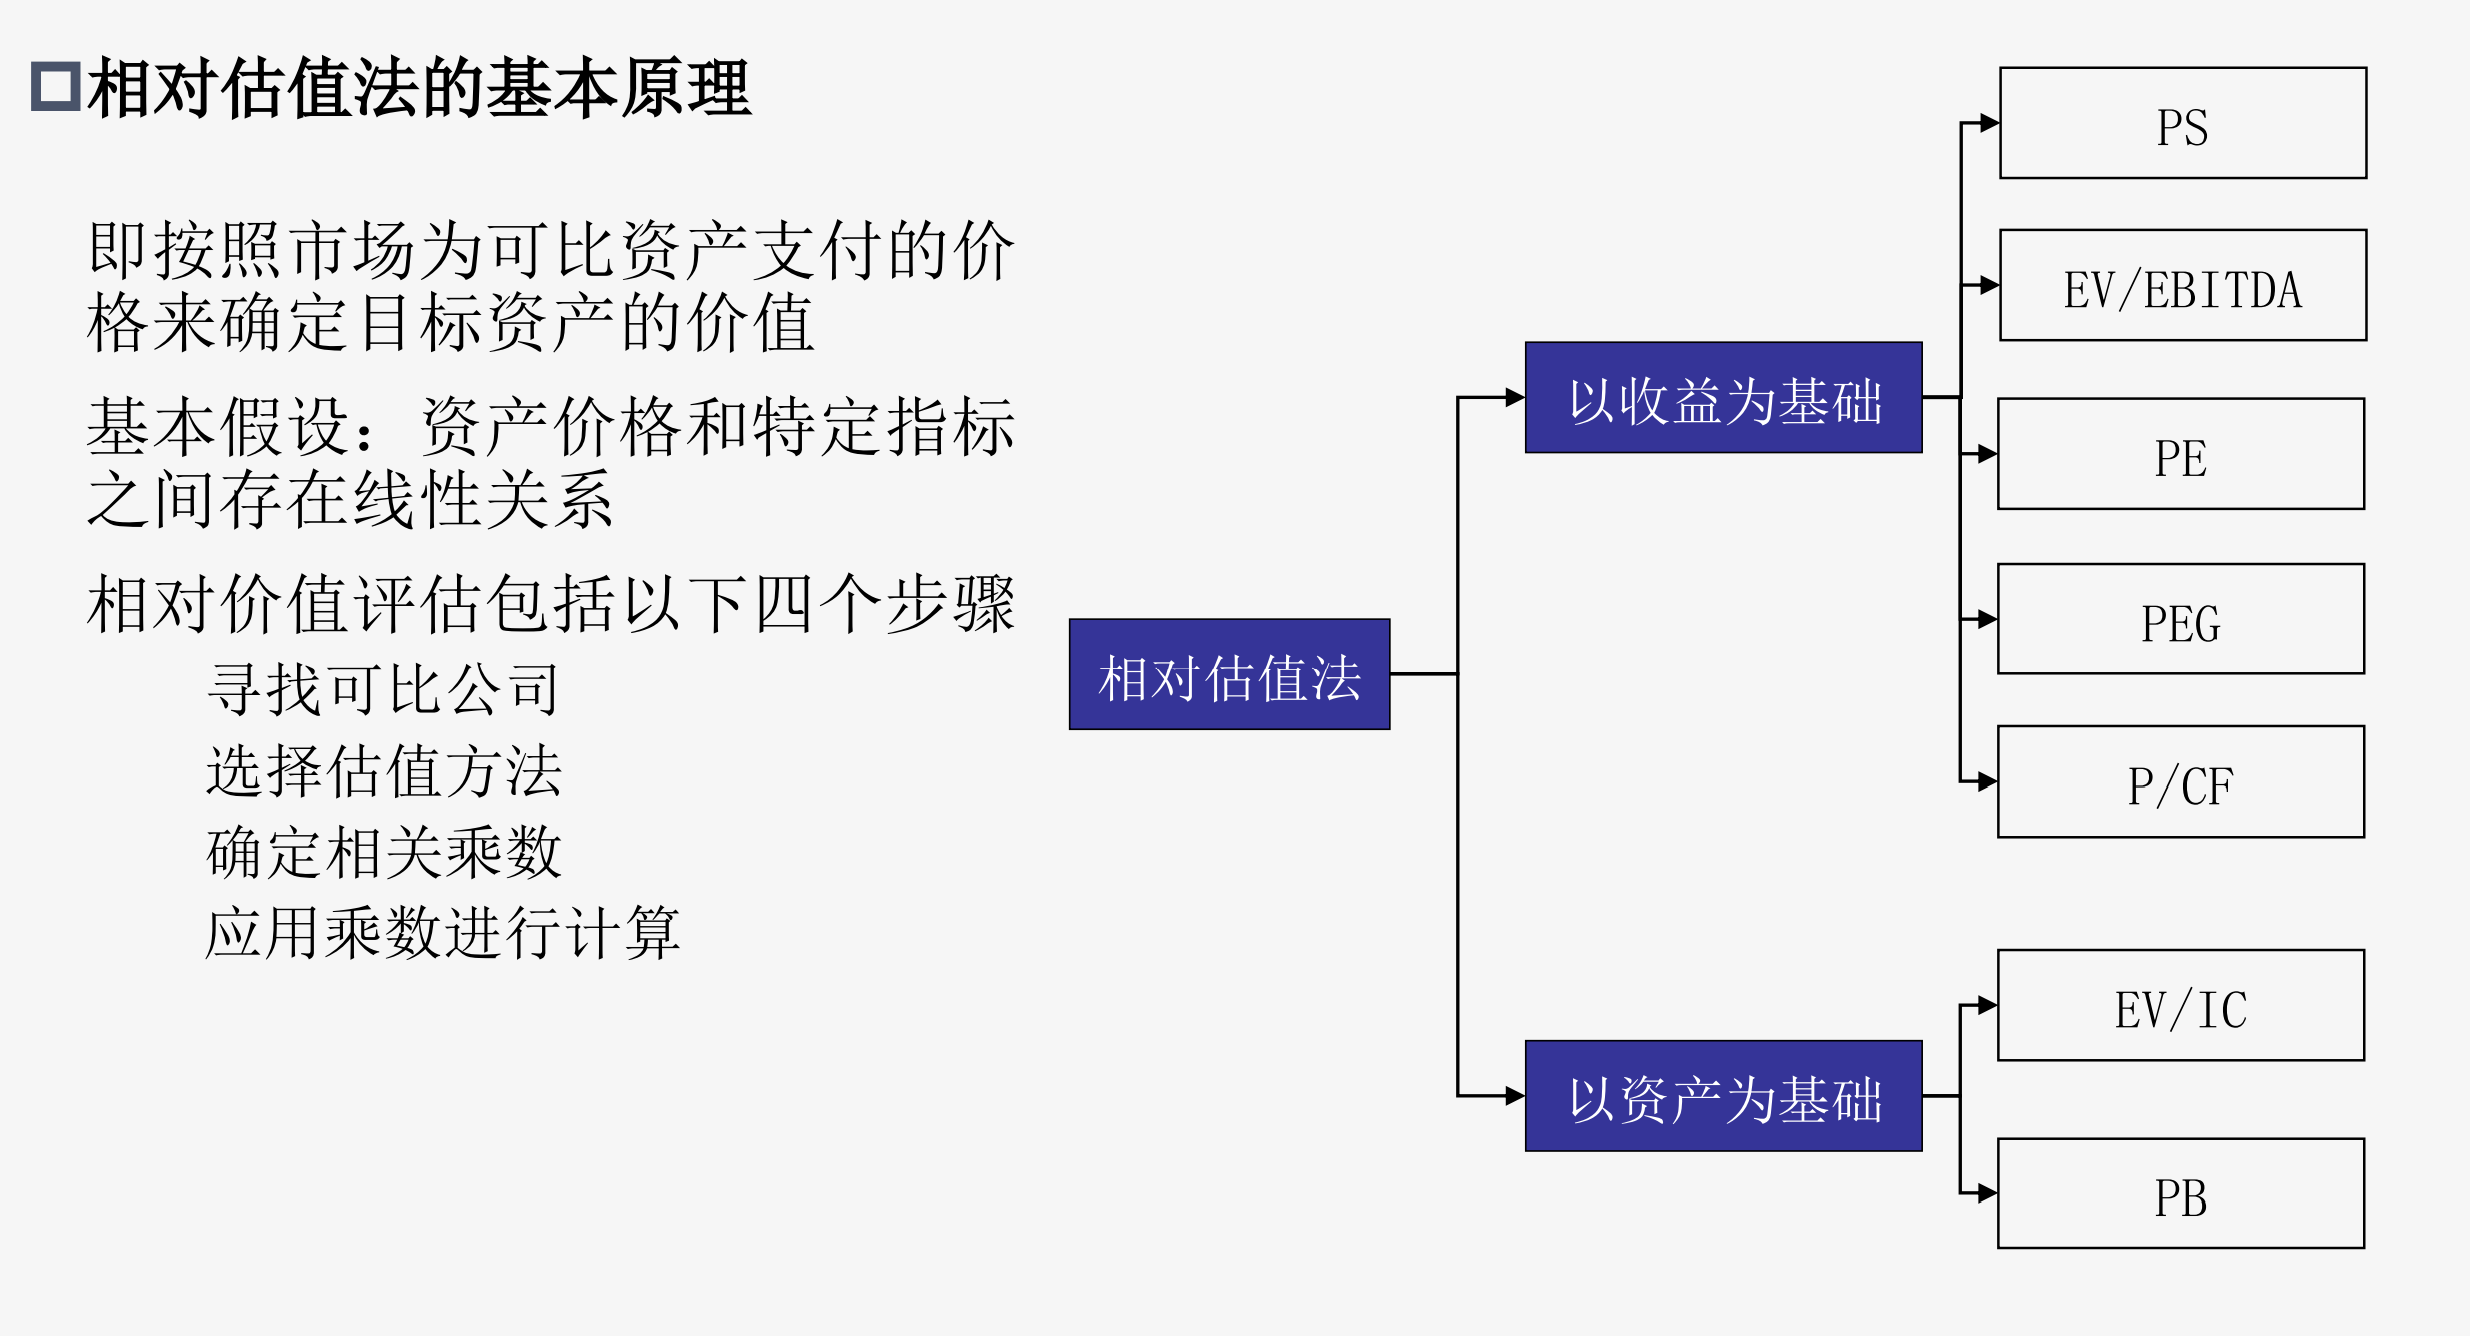 相对估值法的基本原理
即按照市场为可比资产支付的价
格来确定目标资产的价值
基本假设：资产价格和特定指标
之间存在线性关系
相对价值评估包括以下四个步骤
寻找可比公司
选择估值方法
确定相关乘数
应用乘数进行计算
相对估值法
以收益为基础
PS
EV/EBITDA
PE
PEG
P/CF
以资产为基础
EV/IC
PB